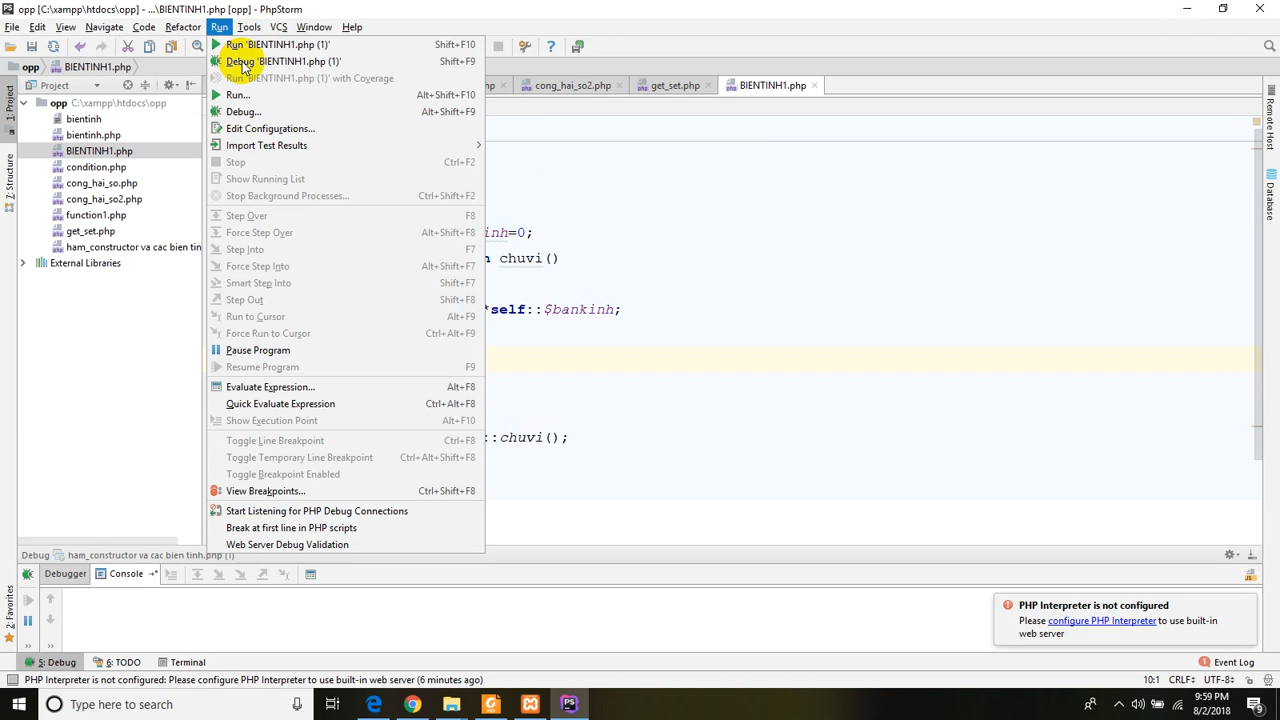 opp [C:\xampp\htdocs\opp] - ...\BIENTINH1.php [opp] - PhpStorm
File Edit View Navigate Code Refactor Run Tools VCS Window Help
opp BIENTINH1.php
Project
cong_hai_so2.php get_set.php BIENTINH1.php
Run 'BIENTINH1.php (1)' Shift+F10
Debug 'BIENTINH1.php (1)' Shift+F9
Run 'BIENTINH1.php (1)' with Coverage
Run... Alt+Shift+F10
Debug... Alt+Shift+F9
Edit Configurations...
Import Test Results
Stop Ctrl+F2
Show Running List
Stop Background Processes... Ctrl+Shift+F2
Step Over F8
Force Step Over Alt+Shift+F8
Step Into F7
Force Step Into Alt+Shift+F7
Smart Step Into Shift+F7
Step Out Shift+F8
Run to Cursor Alt+F9
Force Run to Cursor Ctrl+Alt+F9
Pause Program
Resume Program F9
Evaluate Expression... Alt+F8
Quick Evaluate Expression Ctrl+Alt+F8
Show Execution Point Alt+F10
Toggle Line Breakpoint Ctrl+F8
Toggle Temporary Line Breakpoint Ctrl+Alt+Shift+F8
Toggle Breakpoint Enabled
View Breakpoints... Ctrl+Shift+F8
Start Listening for PHP Debug Connections
Break at first line in PHP scripts
Web Server Debug Validation
opp C:\xampp\htdocs\opp
bientinh
bientinh.php
BIENTINH1.php
condition.php
cong_hai_so.php
cong_hai_so2.php
function1.php
get_set.php
ham_constructor va cac bien tin
External Libraries
inh=0;
n chuvi()
*self::$bankinh;
::chuvi();
1: Project
Structure
2: Favorites
Remote Host
Database
Debug ham_constructor va cac bien tinh.php (1)
Debugger Console
PHP Interpreter is not configured
Please configure PHP Interpreter to use built-in
web server
5: Debug 6: TODO Terminal Event Log
PHP Interpreter is not configured: Please configure PHP Interpreter to use built-in web server (6 minutes ago) 10:1 CRLF UTF-8
Type here to search
9:59 PM
8/2/2018